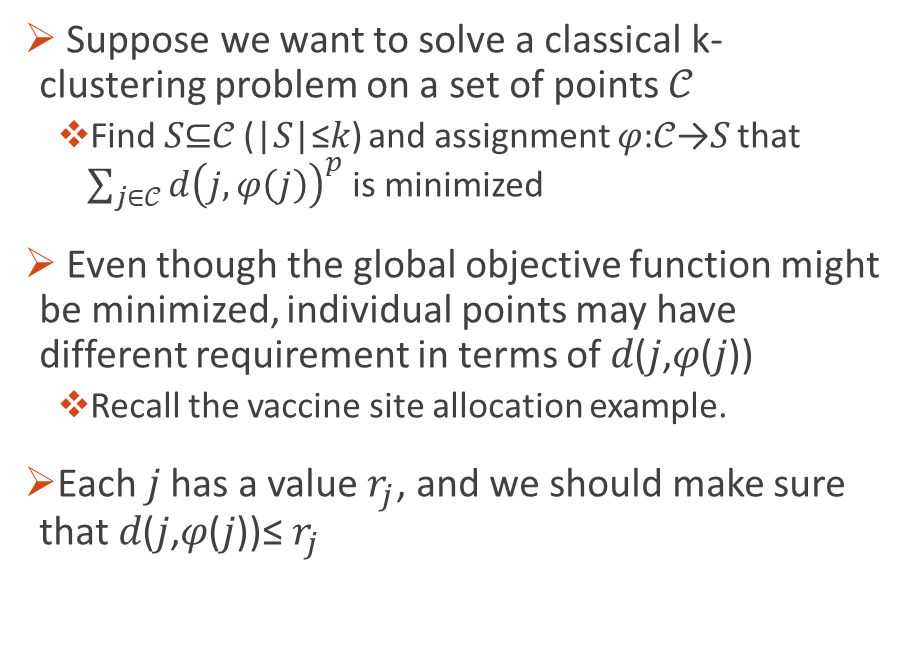 ➢ Suppose we want to solve a classical k-
clustering problem on a set of points 𝒞
❖Find 𝑆⊆𝒞 (|𝑆|≤𝑘) and assignment 𝜑:𝒞→𝑆 that
∑_{𝑗∈𝒞} 𝑑(𝑗, 𝜑(𝑗))^𝑝 is minimized
➢ Even though the global objective function might
be minimized, individual points may have
different requirement in terms of 𝑑(𝑗,𝜑(𝑗))
❖Recall the vaccine site allocation example.
➢Each 𝑗 has a value 𝑟_𝑗, and we should make sure
that 𝑑(𝑗,𝜑(𝑗))≤ 𝑟_𝑗